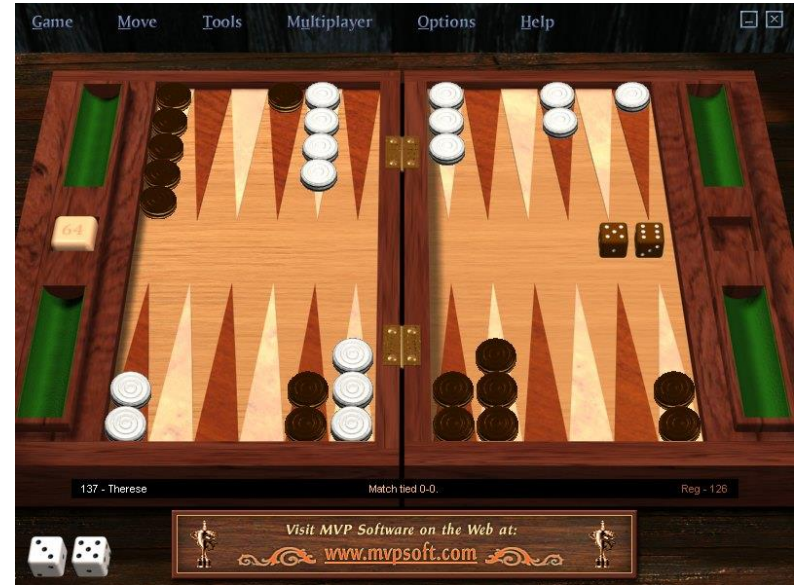 Game Move Tools Multiplayer Options Help
64
137 - Therese Match tied 0-0. Reg - 126
Visit MVP Software on the Web at:
www.mvpsoft.com